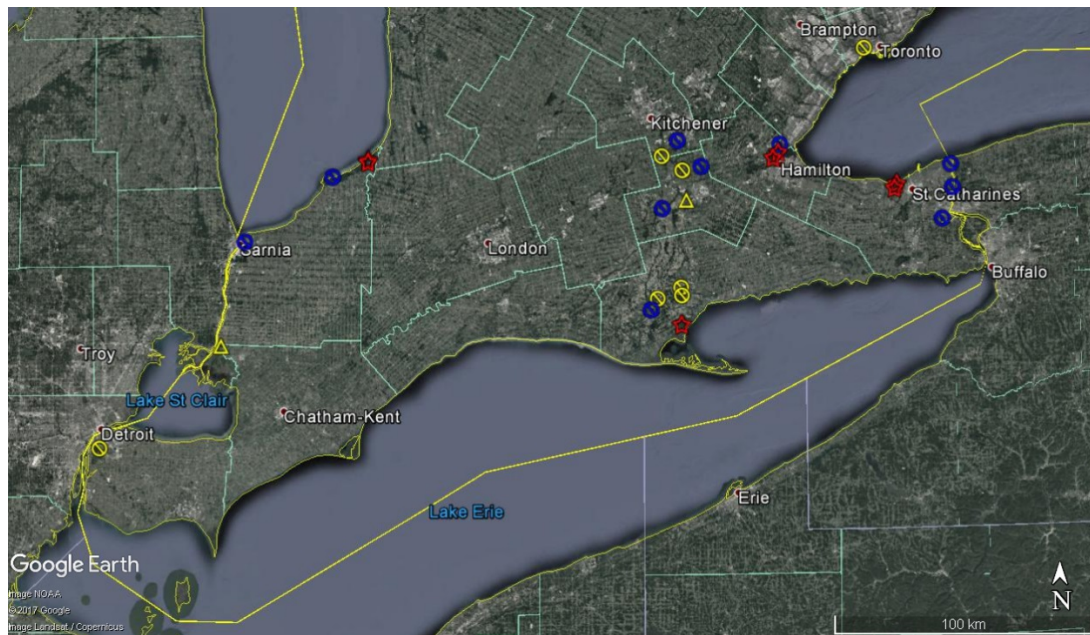 Brampton
Toronto
Kitchener
Hamilton
St Catharines
Sarnia
London
Buffalo
Troy
Lake St Clair
Chatham-Kent
Detroit
Erie
Lake Erie
Google Earth
Image NOAA
©2017 Google
Image Landsat / Copernicus
N
100 km